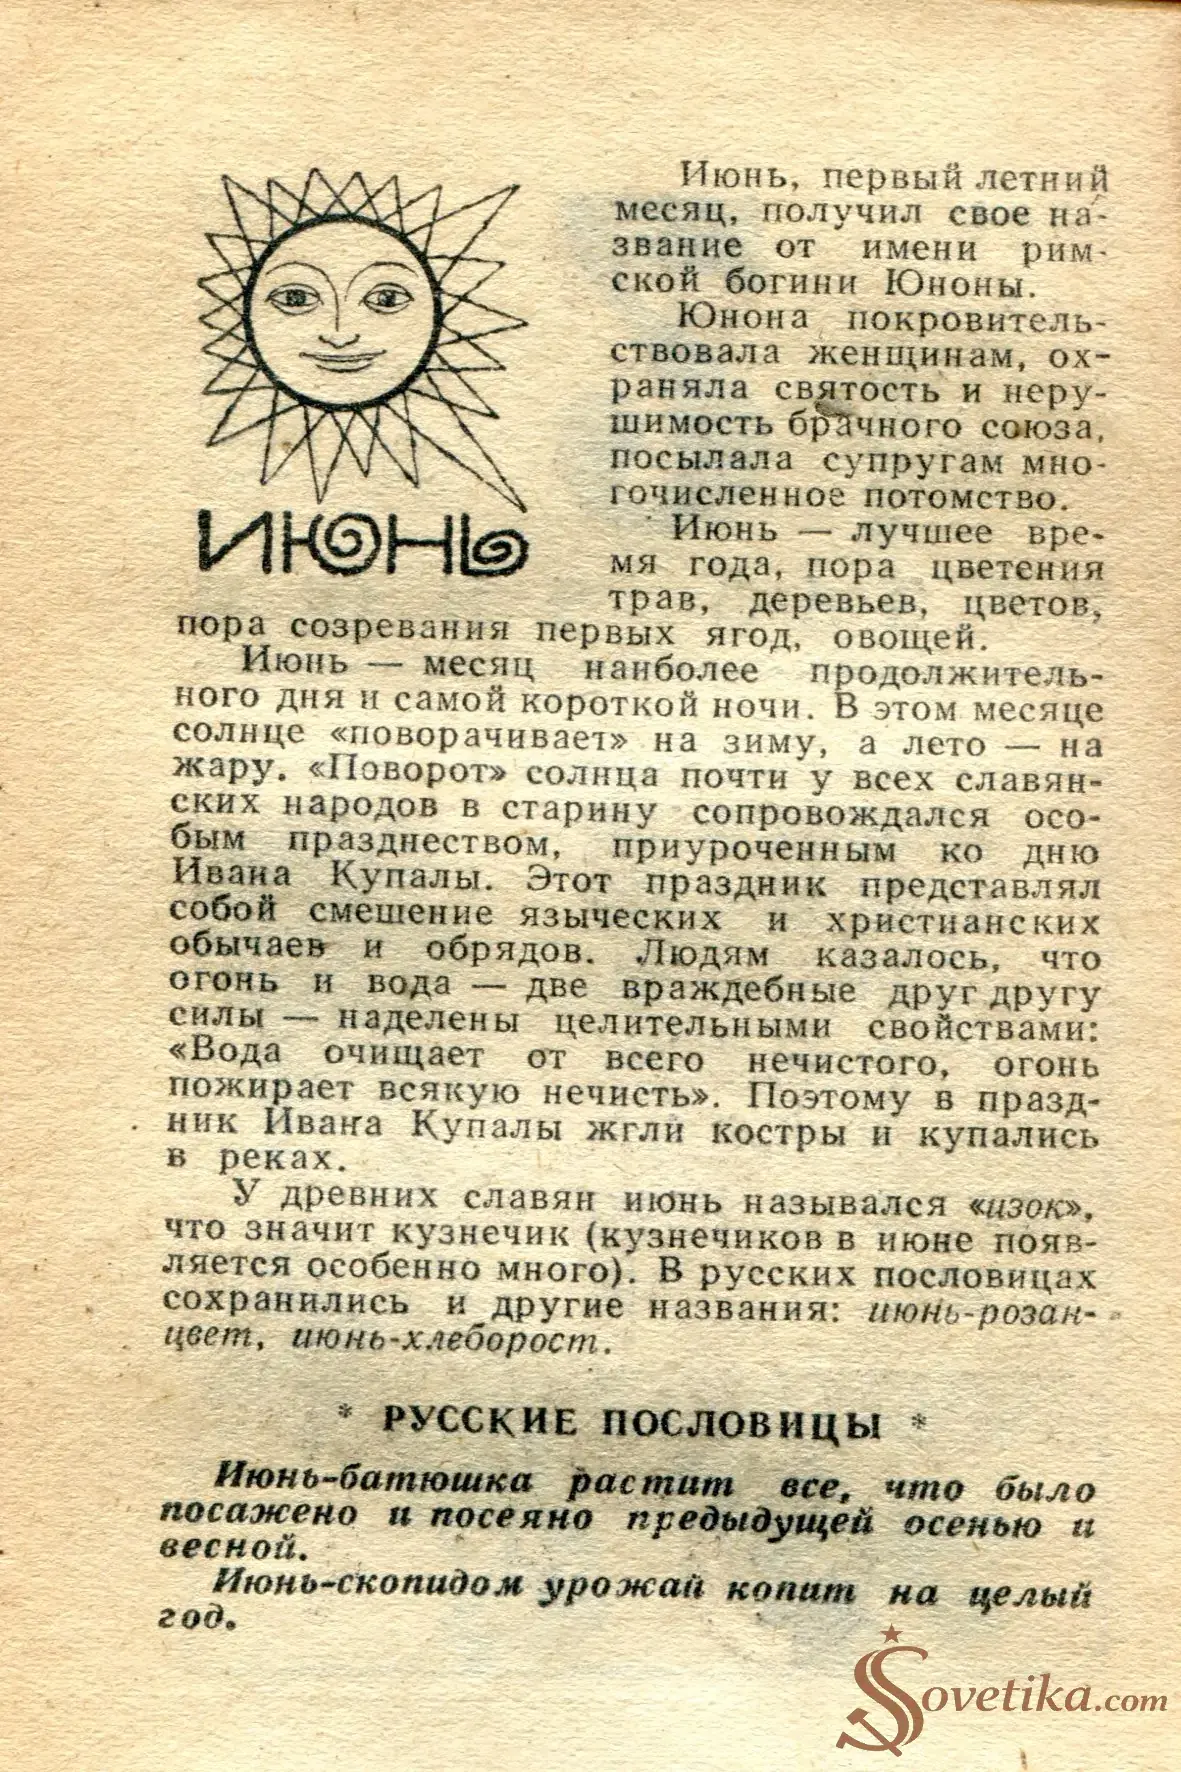 Июнь, первый летний
месяц, получил свое на-
звание от имени рим-
ской богини Юноны.
Юнона покровитель-
ствовала женщинам, ох-
раняла святость и неру-
шимость брачного союза,
посылала супругам мно-
гочисленное потомство.
Июнь — лучшее вре-
мя года, пора цветения
трав, деревьев, цветов,
ИЮНЬ
пора созревания первых ягод, овощей.
Июнь — месяц наиболее продолжитель-
ного дня и самой короткой ночи. В этом месяце
солнце «поворачивает» на зиму, а лето — на
жару. «Поворот» солнца почти у всех славян-
ских народов в старину сопровождался осо-
бым празднеством, приуроченным ко дню
Ивана Купалы. Этот праздник представлял
собой смешение языческих и христианских
обычаев и обрядов. Людям казалось, что
огонь и вода — две враждебные друг другу
силы — наделены целительными свойствами:
«Вода очищает от всего нечистого, огонь
пожирает всякую нечисть». Поэтому в празд-
ник Ивана Купалы жгли костры и купались
в реках.
У древних славян июнь назывался «изок»,
что значит кузнечик (кузнечиков в июне появ-
ляется особенно много). В русских пословицах
сохранились и другие названия: июнь-розан-
цвет, июнь-хлеборост.
* РУССКИЕ ПОСЛОВИЦЫ *
Июнь-батюшка растит все, что было
посажено и посеяно предыдущей осенью и
весной.
Июнь-скопидом урожай копит на целый
год.
Sovetika.com